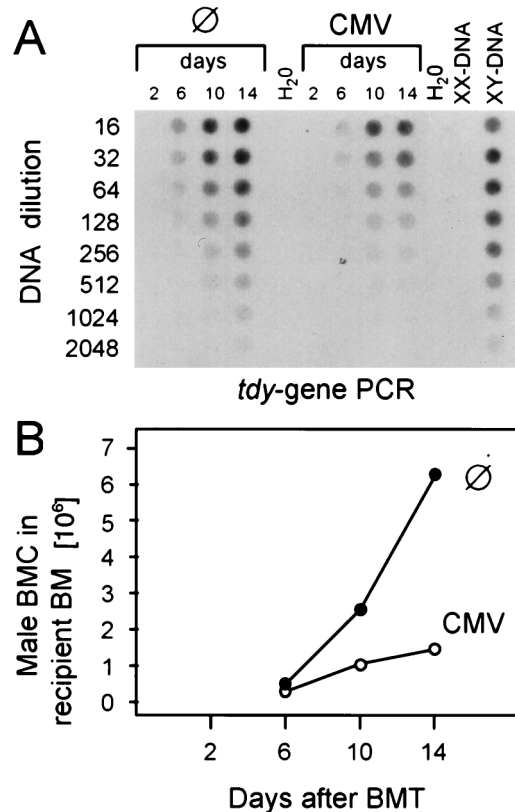 A
Ø CMV
days days
2 6 10 14 H20 2 6 10 14 H20 XX-DNA XY-DNA
DNA dilution
16
32
64
128
256
512
1024
2048
tdy-gene PCR
B
Male BMC in
recipient BM [10⁶]
7
6
5
4
3
2
1
0
Ø
CMV
2 6 10 14
Days after BMT